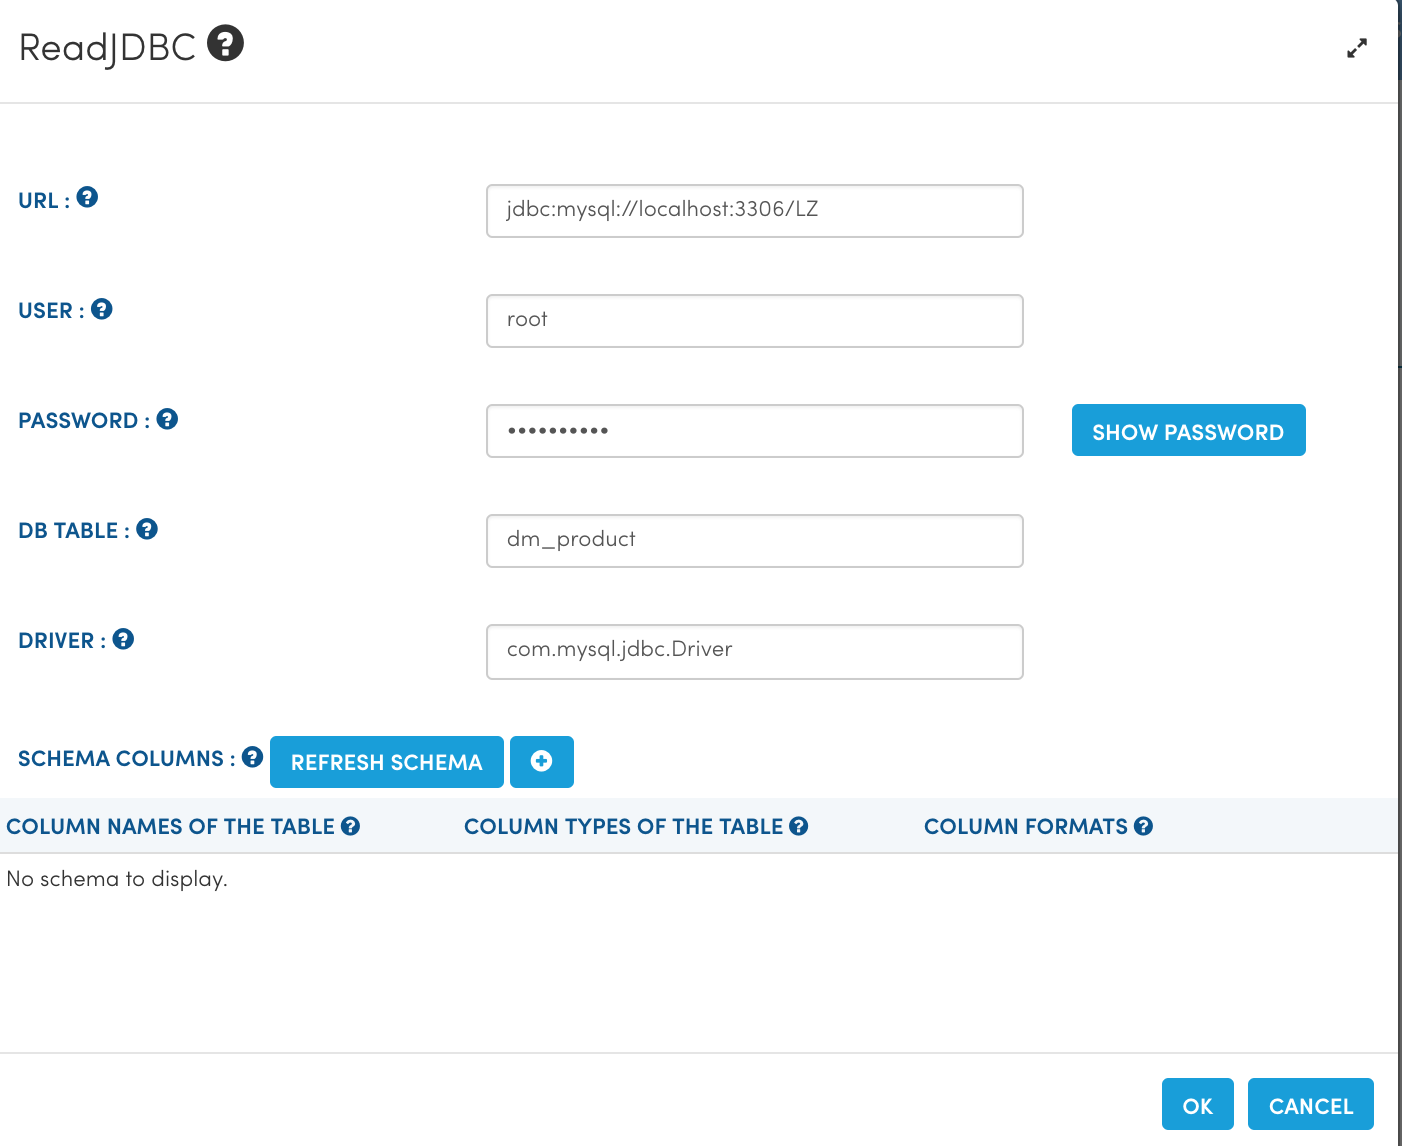 ReadJDBC ?
URL : ?
jdbc:mysql://localhost:3306/LZ
USER : ?
root
PASSWORD : ?
••••••••••
SHOW PASSWORD
DB TABLE : ?
dm_product
DRIVER : ?
com.mysql.jdbc.Driver
SCHEMA COLUMNS : ?
REFRESH SCHEMA
COLUMN NAMES OF THE TABLE ?
COLUMN TYPES OF THE TABLE ?
COLUMN FORMATS ?
No schema to display.
OK
CANCEL